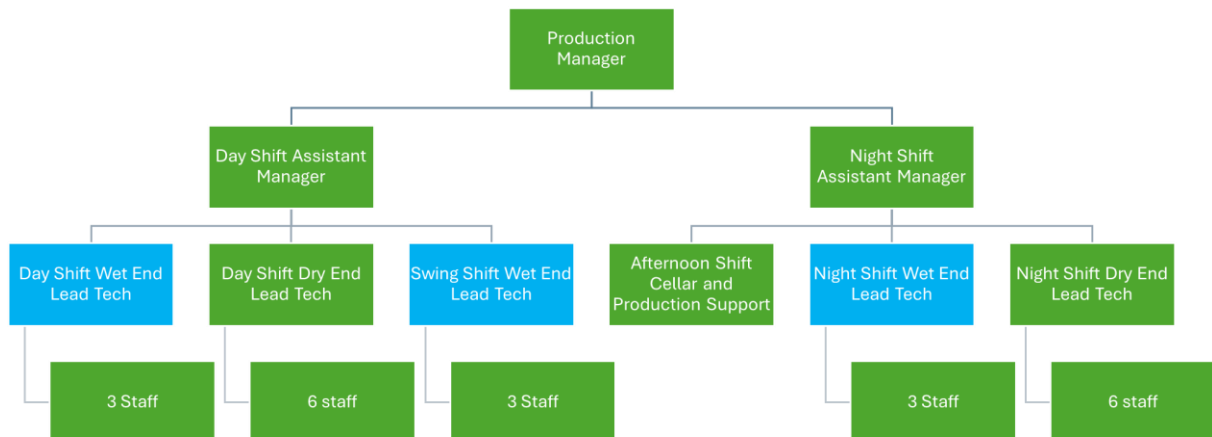 Production
Manager
Day Shift Assistant
Manager
Night Shift
Assistant Manager
Day Shift Wet End
Lead Tech
Day Shift Dry End
Lead Tech
Swing Shift Wet End
Lead Tech
Afternoon Shift
Cellar and
Production Support
Night Shift Wet End
Lead Tech
Night Shift Dry End
Lead Tech
3 Staff
6 staff
3 Staff
3 Staff
6 staff